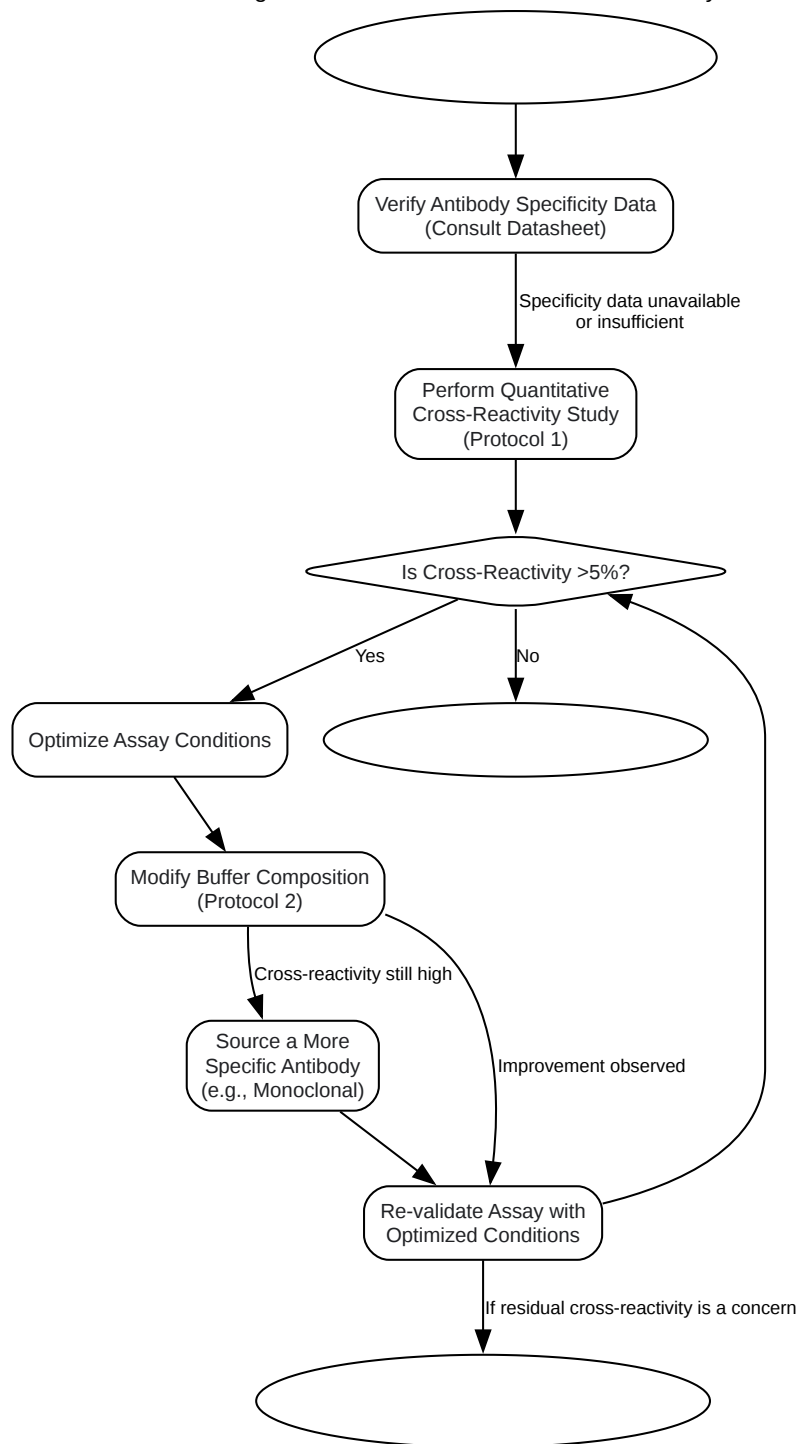 Verify Antibody Specificity Data
(Consult Datasheet)
Specificity data unavailable
or insufficient
Perform Quantitative
Cross-Reactivity Study
(Protocol 1)
Is Cross-Reactivity >5%?
Yes
No
Optimize Assay Conditions
Modify Buffer Composition
(Protocol 2)
Cross-reactivity still high
Source a More
Specific Antibody
(e.g., Monoclonal)
Improvement observed
Re-validate Assay with
Optimized Conditions
If residual cross-reactivity is a concern